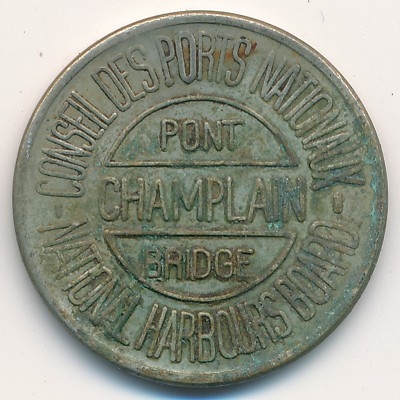 CONSEIL DES PORTS NATIONAUX
PONT
CHAMPLAIN
BRIDGE
NATIONAL HARBOURS BOARD